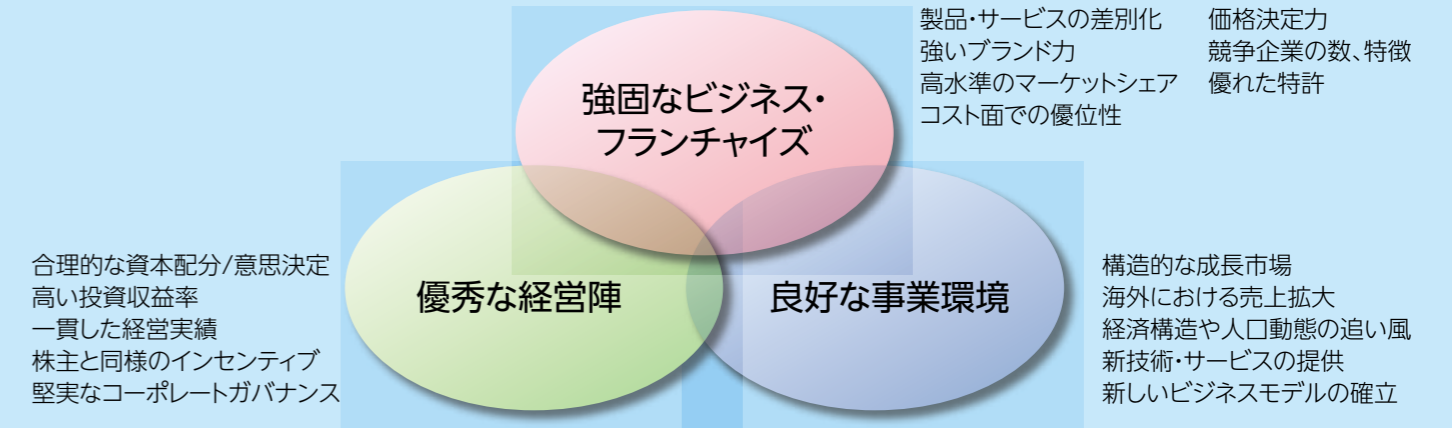 製品・サービスの差別化
強いブランド力
高水準のマーケットシェア
コスト面での優位性
価格決定力
競争企業の数、特徴
優れた特許
強固なビジネス・
フランチャイズ
合理的な資本配分/意思決定
高い投資収益率
一貫した経営実績
株主と同様のインセンティブ
堅実なコーポレートガバナンス
優秀な経営陣
良好な事業環境
構造的な成長市場
海外における売上拡大
経済構造や人口動態の追い風
新技術・サービスの提供
新しいビジネスモデルの確立